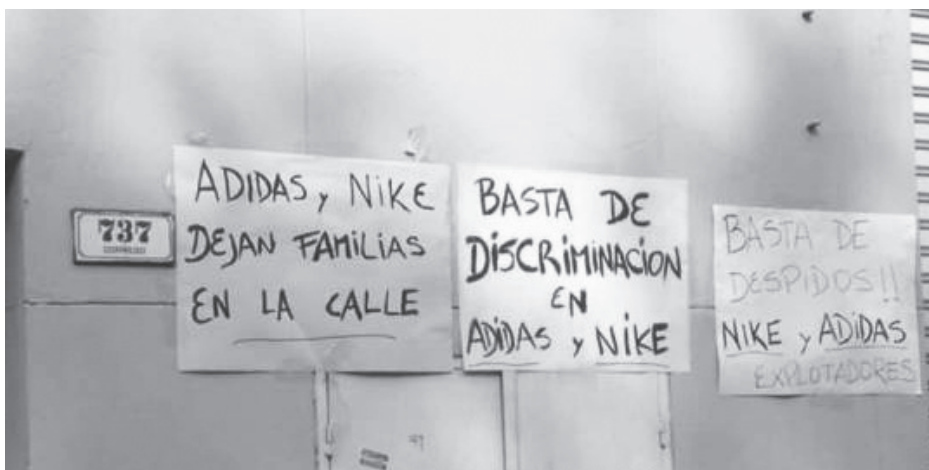 737
ADIDAS y NIKE
DEJAN FAMILIAS
EN LA CALLE
BASTA DE
DISCRIMINACION
EN
ADIDAS y NIKE
BASTA DE
DESPIDOS!!
NIKE y ADIDAS
EXPLOTADORES